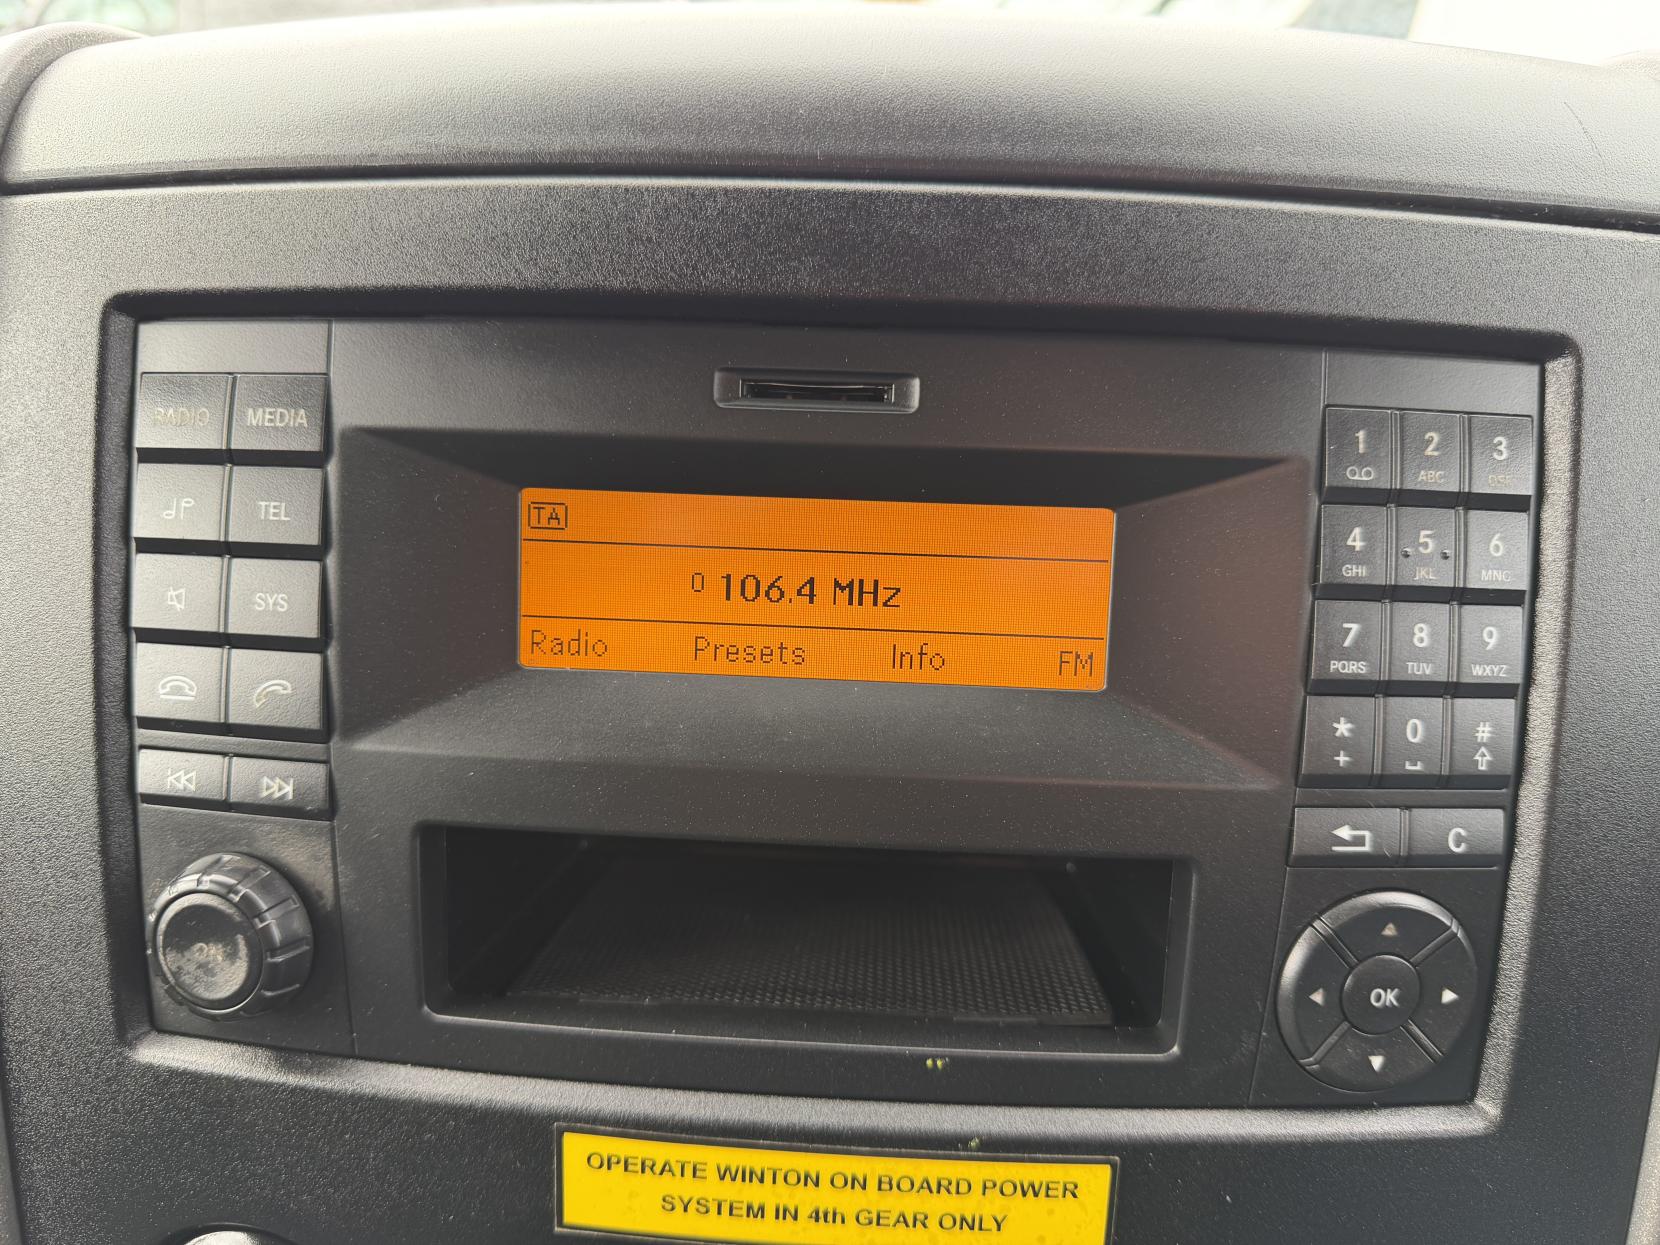 RADIO MEDIA
TEL
SYS
TA
0 106.4 MHz
Radio Presets Info FM
1 2 3
ABC
4 5 6
GHI JKL MNO
7 8 9
PQRS TUV WXYZ
* 0 #
+
C
OK
OPERATE WINTON ON BOARD POWER
SYSTEM IN 4th GEAR ONLY